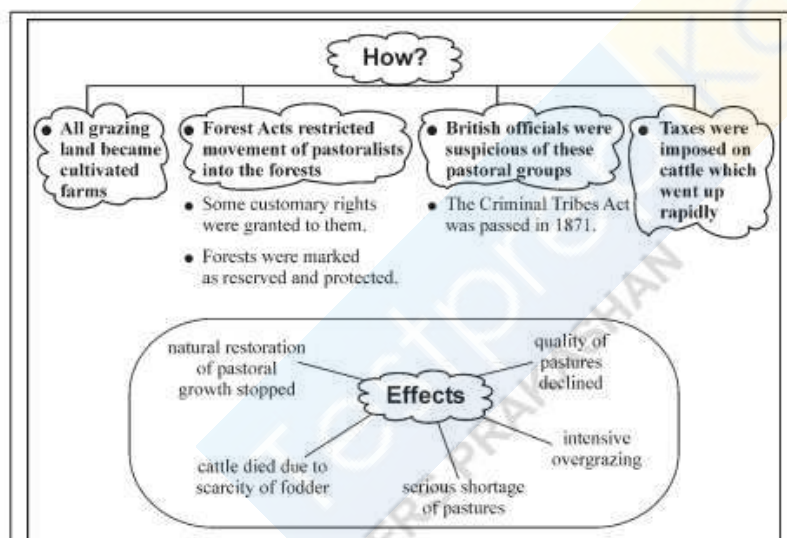 How?
• All grazing
land became
cultivated
farms
• Forest Acts restricted
movement of pastoralists
into the forests
• Some customary rights
were granted to them.
• Forests were marked
as reserved and protected.
• British officials were
suspicious of these
pastoral groups
• The Criminal Tribes Act
was passed in 1871.
• Taxes were
imposed on
cattle which
went up
rapidly
natural restoration
of pastoral
growth stopped
quality of
pastures
declined
Effects
cattle died due to
scarcity of fodder
serious shortage
of pastures
intensive
overgrazing